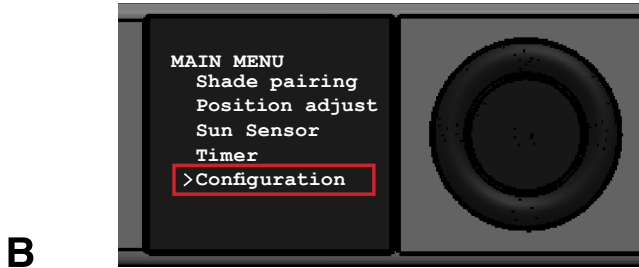 MAIN MENU
Shade pairing
Position adjust
Sun Sensor
Timer
>Configuration
B